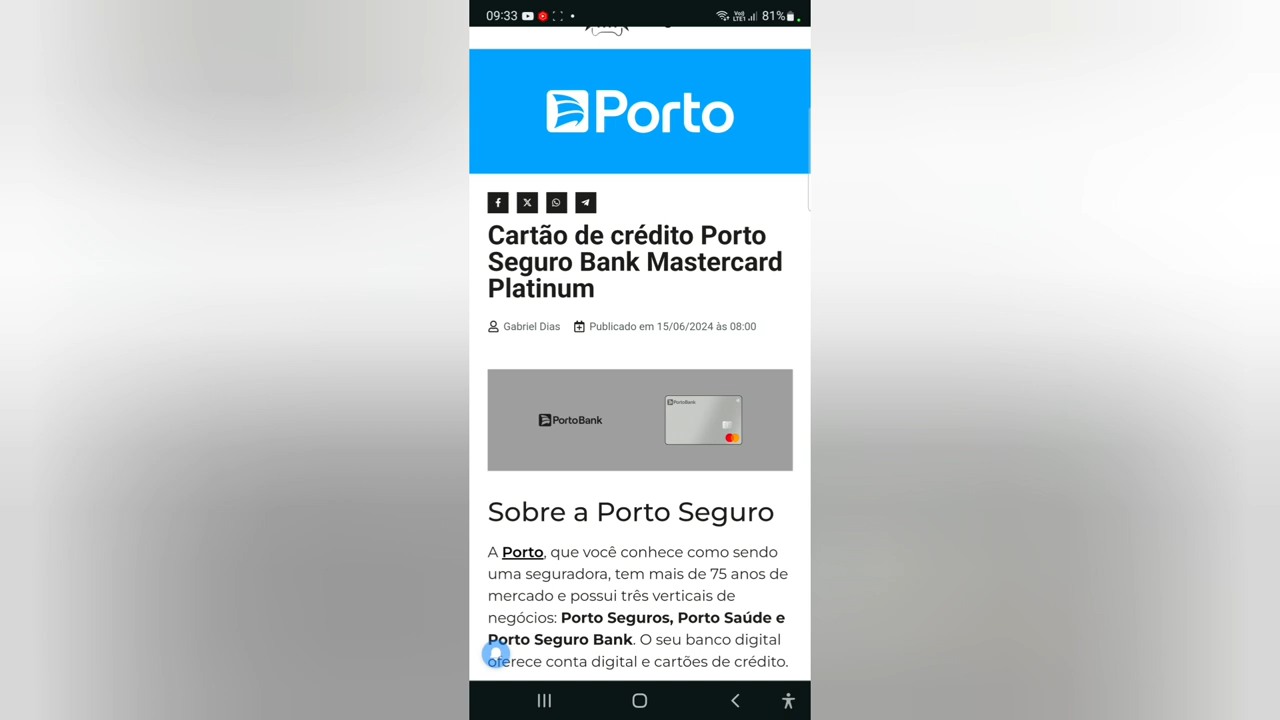 09:33
81%
Porto
Cartão de crédito Porto
Seguro Bank Mastercard
Platinum
Gabriel Dias Publicado em 15/06/2024 às 08:00
PortoBank
PortoBank
Sobre a Porto Seguro
A Porto, que você conhece como sendo
uma seguradora, tem mais de 75 anos de
mercado e possui três verticais de
negócios: Porto Seguros, Porto Saúde e
Porto Seguro Bank. O seu banco digital
oferece conta digital e cartões de crédito.